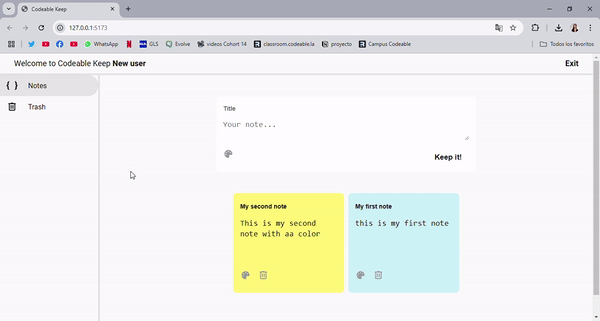 Codeable Keep
127.0.0.1:5173
WhatsApp
GLS
Evolve
videos Cohort 14
classroom.codeable.la
proyecto
Campus Codeable
Todos los favoritos
Welcome to Codeable Keep New user
Exit
{ } Notes
Trash
Title
Your note...
Keep it!
My second note
This is my second
note with aa color
My first note
this is my first note